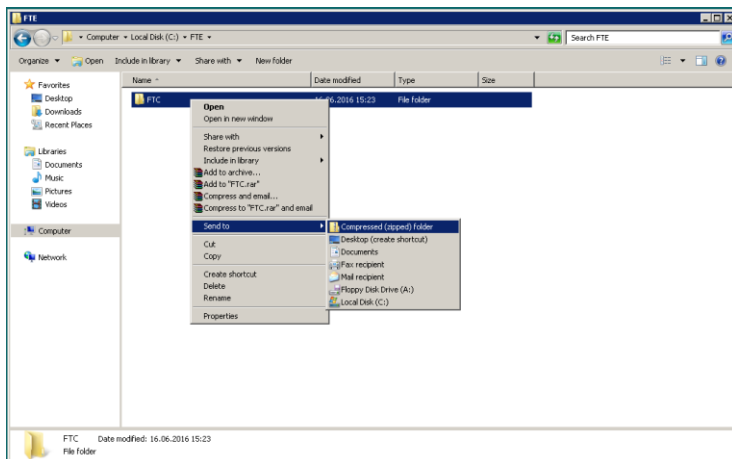 FTE
Computer Local Disk (C:) FTE
Search FTE
Organize Open Include in library Share with New folder
Favorites
Desktop
Downloads
Recent Places
Libraries
Documents
Music
Pictures
Videos
Computer
Network
Name Date modified Type Size
FTC 16.06.2016 15:23 File folder
Open
Open in new window
Share with
Restore previous versions
Include in library
Add to archive...
Add to "FTC.rar"
Compress and email...
Compress to "FTC.rar" and email
Send to
Cut
Copy
Create shortcut
Delete
Rename
Properties
Compressed (zipped) folder
Desktop (create shortcut)
Documents
Fax recipient
Mail recipient
Floppy Disk Drive (A:)
Local Disk (C:)
FTC Date modified: 16.06.2016 15:23
File folder